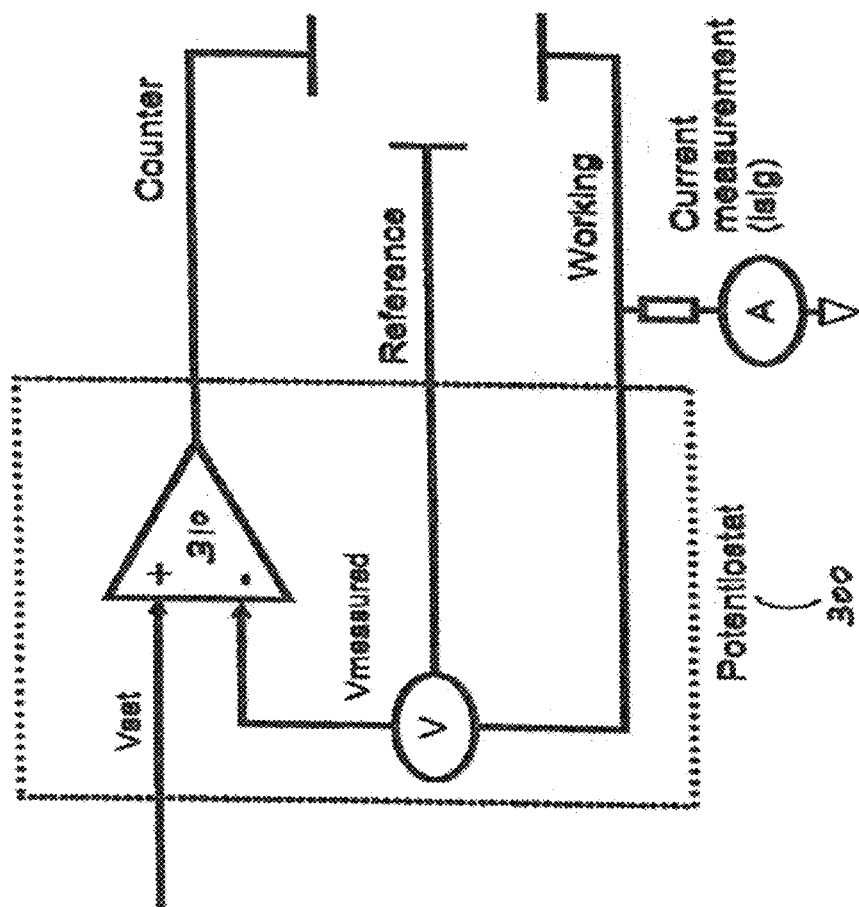 Counter
Reference
Working
Current
measurement
(Isig)
310
+
-
Vset
Vmeasured
V
A
Potentiostat
300